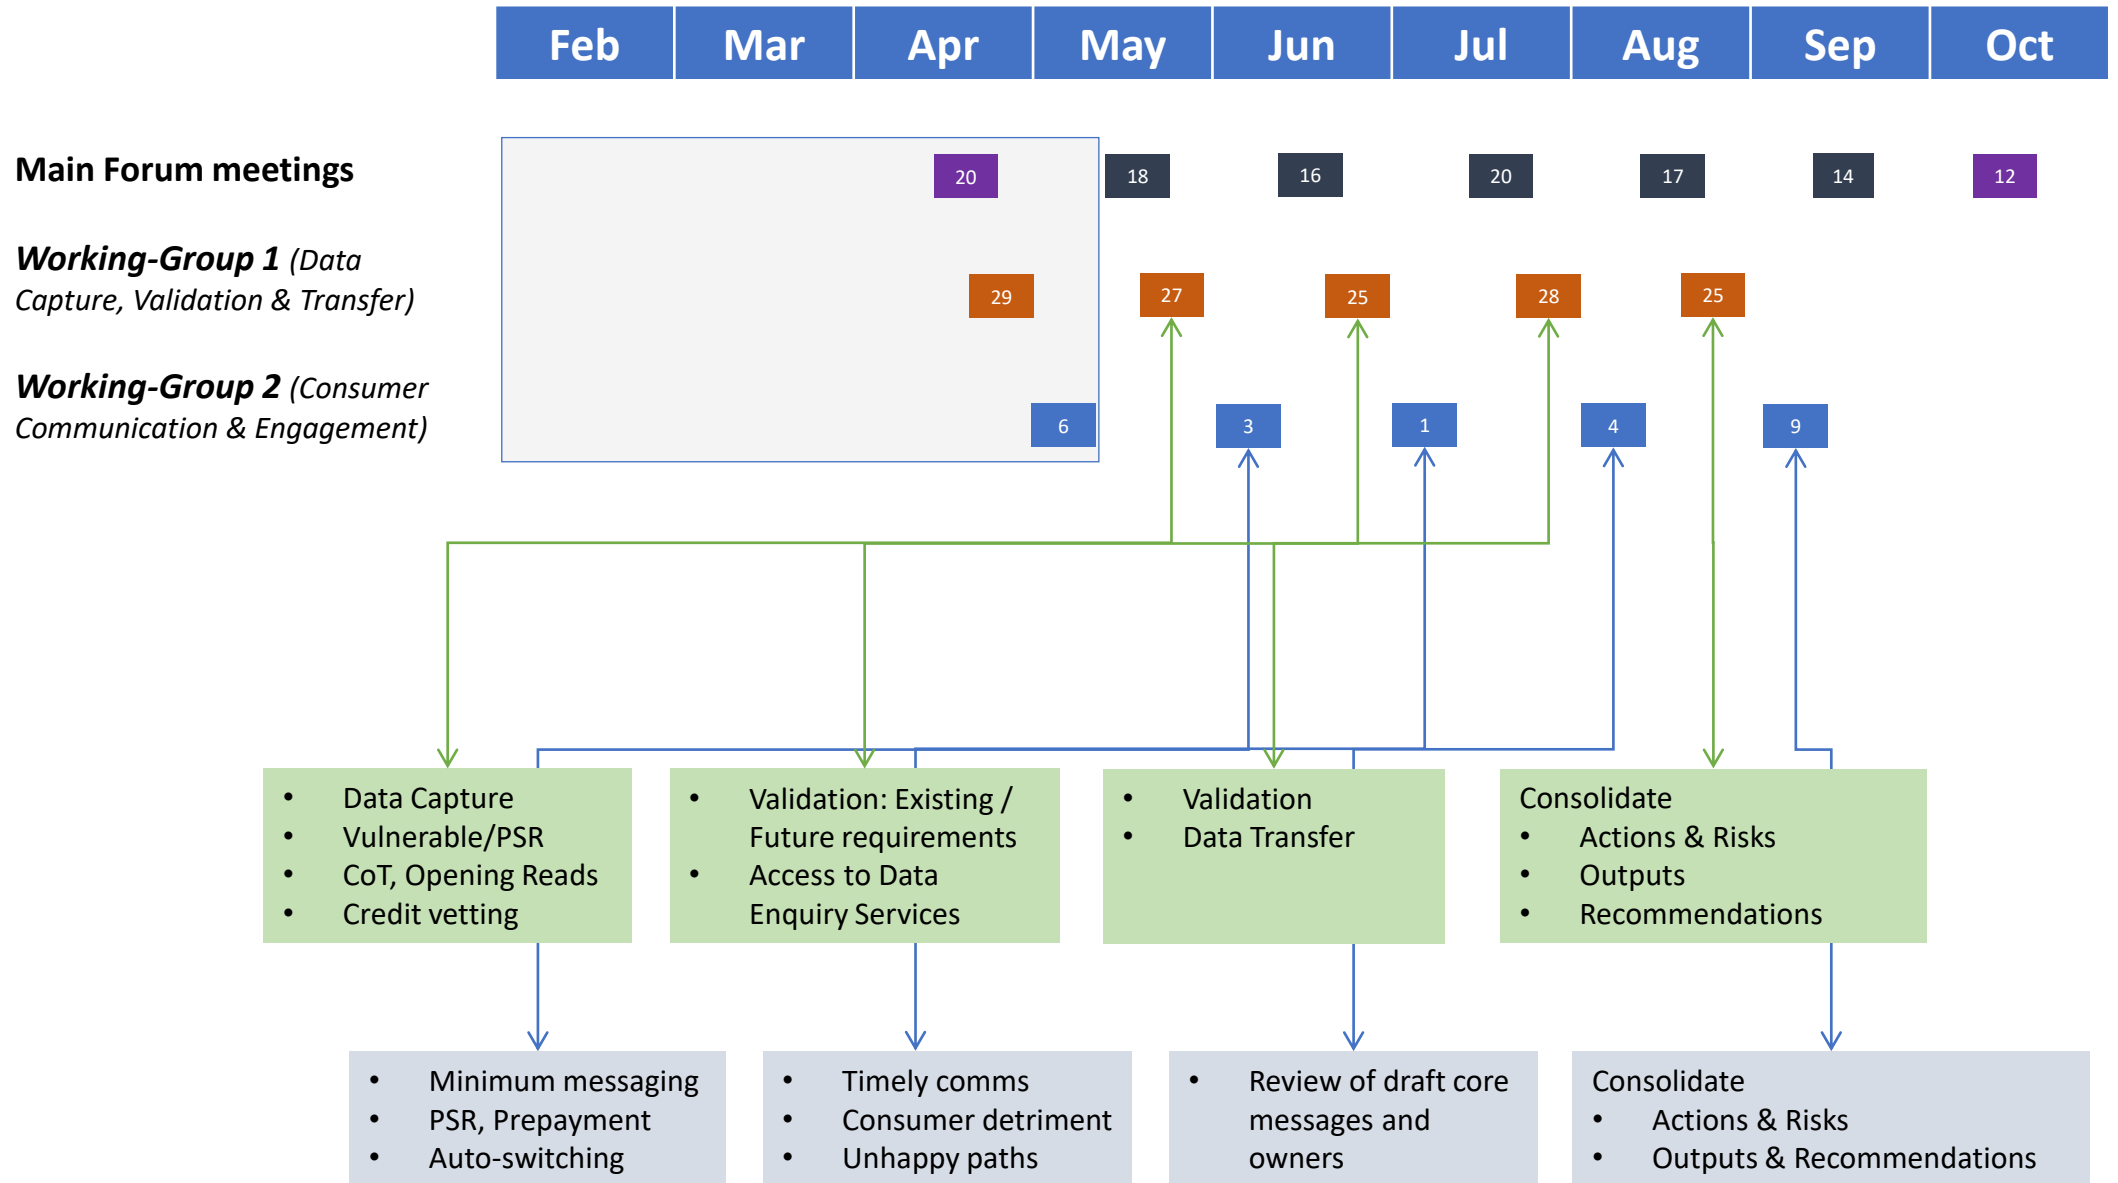 Feb Mar Apr May Jun Jul Aug Sep Oct
Main Forum meetings
20 18 16 20 17 14 12
Working-Group 1 (Data
Capture, Validation & Transfer)
29 27 25 28 25
Working-Group 2 (Consumer
Communication & Engagement)
6 3 1 4 9
• Data Capture
• Vulnerable/PSR
• CoT, Opening Reads
• Credit vetting
• Validation: Existing /
Future requirements
• Access to Data
Enquiry Services
• Validation
• Data Transfer
Consolidate
• Actions & Risks
• Outputs
• Recommendations
• Minimum messaging
• PSR, Prepayment
• Auto-switching
• Timely comms
• Consumer detriment
• Unhappy paths
• Review of draft core
messages and
owners
Consolidate
• Actions & Risks
• Outputs & Recommendations